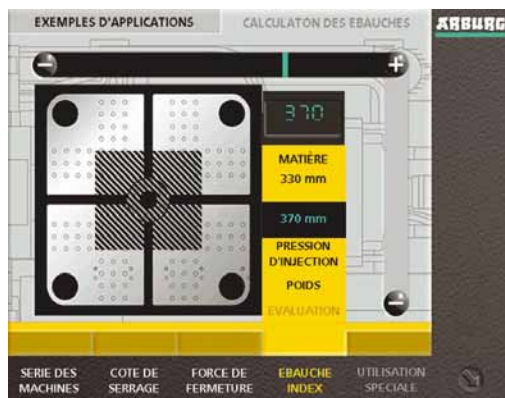 EXEMPLES D'APPLICATIONS
CALCULATON DES EBAUCHES
ARBURG
370
MATIÈRE
330 mm
370 mm
PRESSION
D'INJECTION
POIDS
EVALUATION
SERIE DES
MACHINES
COTE DE
SERRAGE
FORCE DE
FERMETURE
EBAUCHE
INDEX
UTILISATION
SPECIALE